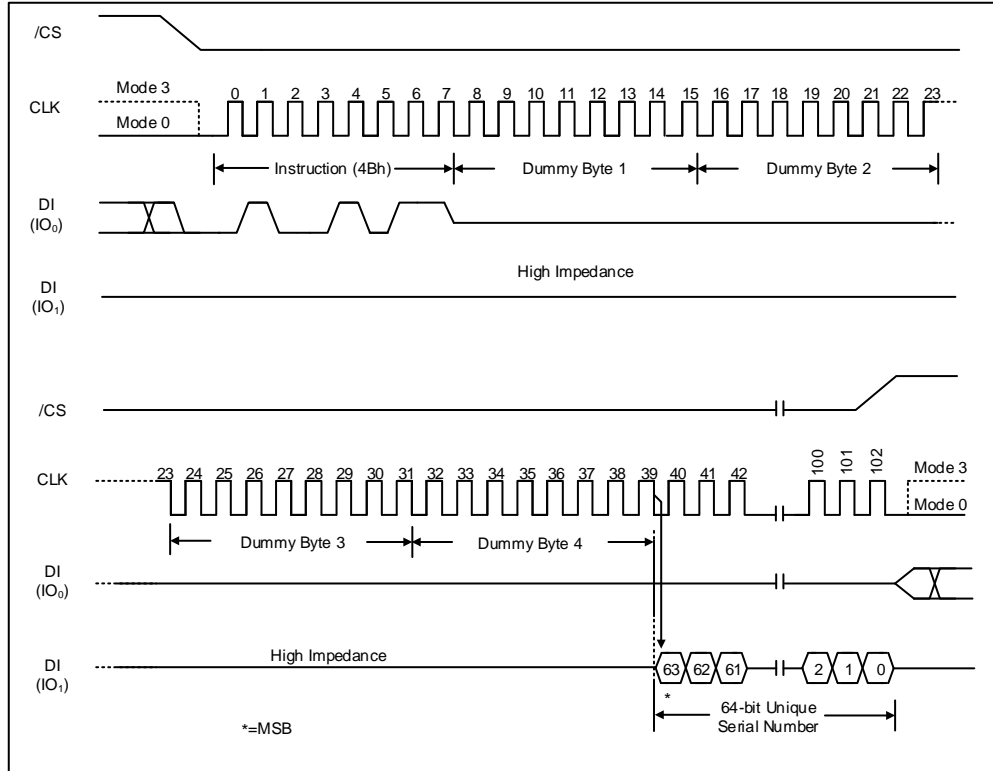 /CS
Mode 3
CLK
Mode 0
0 1 2 3 4 5 6 7 8 9 10 11 12 13 14 15 16 17 18 19 20 21 22 23
Instruction (4Bh)
Dummy Byte 1
Dummy Byte 2
DI
(IO₀)
High Impedance
DI
(IO₁)
/CS
CLK
23 24 25 26 27 28 29 30 31 32 33 34 35 36 37 38 39 40 41 42
100 101 102
Mode 3
Mode 0
Dummy Byte 3
Dummy Byte 4
DI
(IO₀)
High Impedance
DI
(IO₁)
63 62 61 2 1 0
*
64-bit Unique
Serial Number
*=MSB